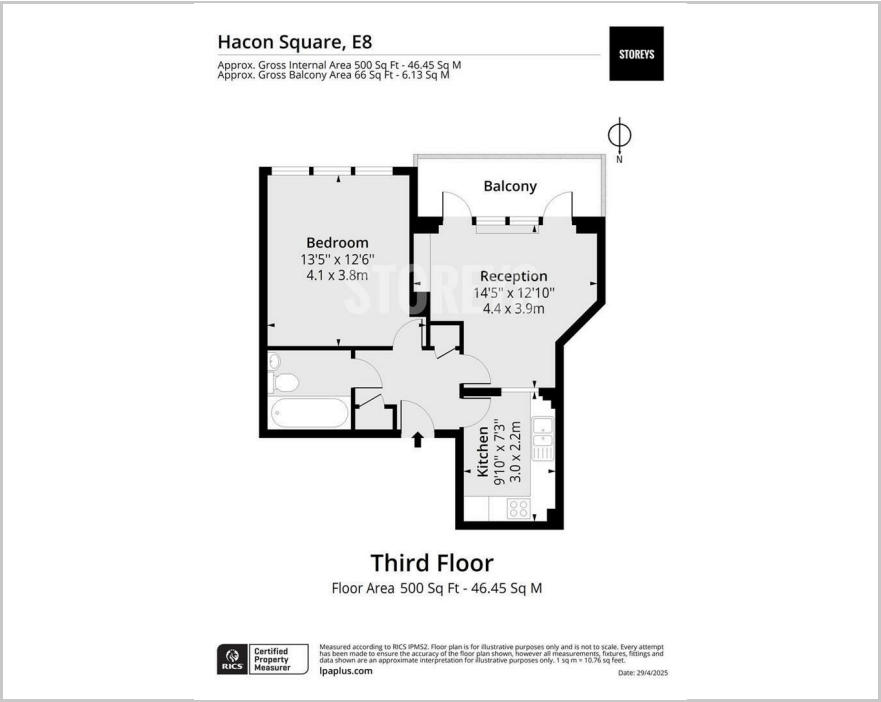 Hacon Square, E8
Approx. Gross Internal Area 500 Sq Ft - 46.45 Sq M
Approx. Gross Balcony Area 66 Sq Ft - 6.13 Sq M
STOREYS
N
Balcony
Bedroom
13'5" x 12'6"
4.1 x 3.8m
STOREYS
Reception
14'5" x 12'10"
4.4 x 3.9m
Kitchen
9'10" x 7'3"
3.0 x 2.2m
Third Floor
Floor Area 500 Sq Ft - 46.45 Sq M
RICS
Certified
Property
Measurer
Measured according to RICS IPMS2. Floor plan is for illustrative purposes only and is not to scale. Every attempt
has been made to ensure the accuracy of the floor plan shown, however all measurements, fixtures, fittings and
data shown are an approximate interpretation for illustrative purposes only. 1 sq m = 10.76 sq feet.
lpaplus.com
Date: 29/4/2025